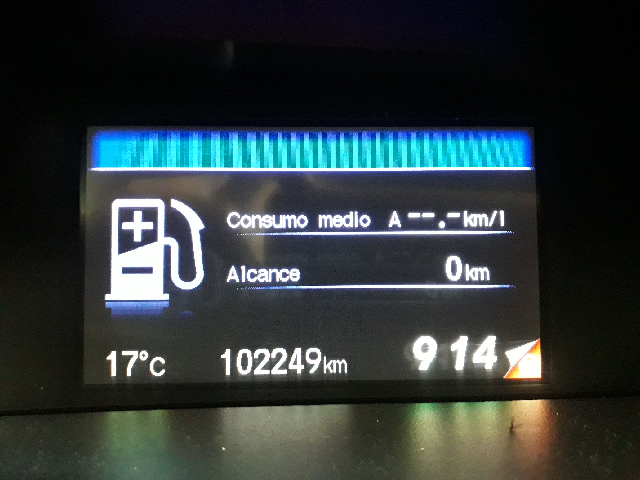 Consumo medio A --.-km/l
Alcance 0km
17°C 102249km 9 14